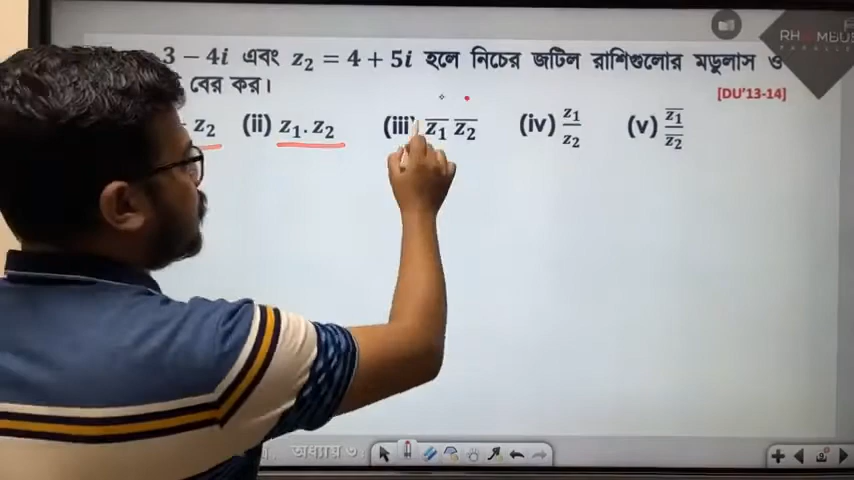 3 − 4i এবং z₂ = 4 + 5i হলে নিচের জটিল রাশিগুলোর মডুলাস ও
বের কর।
[DU'13-14]
z₂ (ii) z₁. z₂ (iii) z̅₁ z̅₂ (iv) z₁/z₂ (v) z̅₁/z̅₂
অধ্যায় ৩